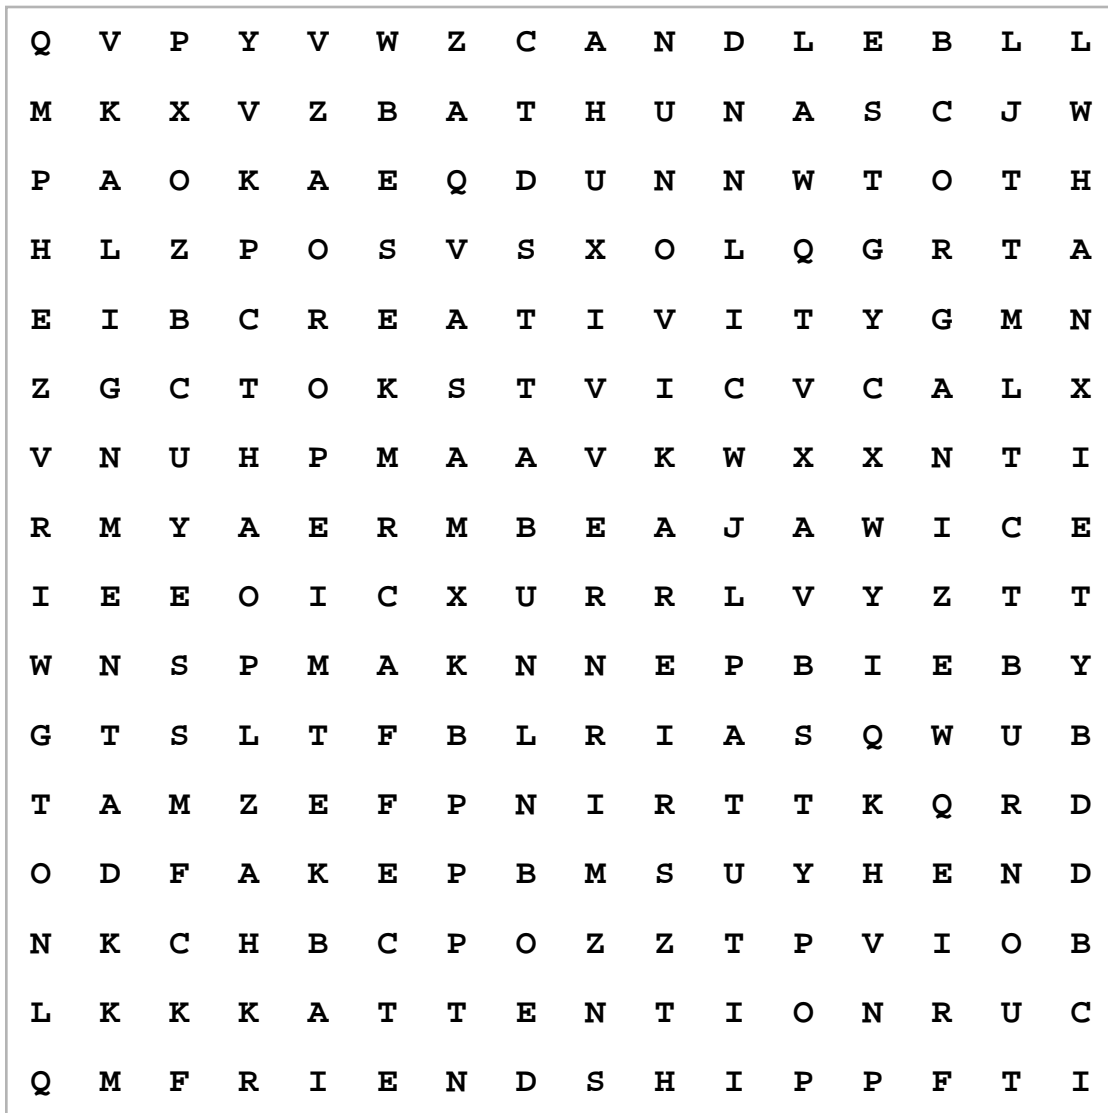 Q V P Y V W Z C A N D L E B L L
M K X V Z B A T H U N A S C J W
P A O K A E Q D U N N W T O T H
H L Z P O S V S X O L Q G R T A
E I B C R E A T I V I T Y G M N
Z G C T O K S T V I C V C A L X
V N U H P M A A V K W X X N T I
R M Y A E R M B E A J A W I C E
I E E O I C X U R R L V Y Z T T
W N S P M A K N N E P B I E B Y
G T S L T F B L R I A S Q W U B
T A M Z E F P N I R T T K Q R D
O D F A K E P B M S U Y H E N D
N K C H B C P O Z Z T P V I O B
L K K K A T T E N T I O N R U C
Q M F R I E N D S H I P P F T I